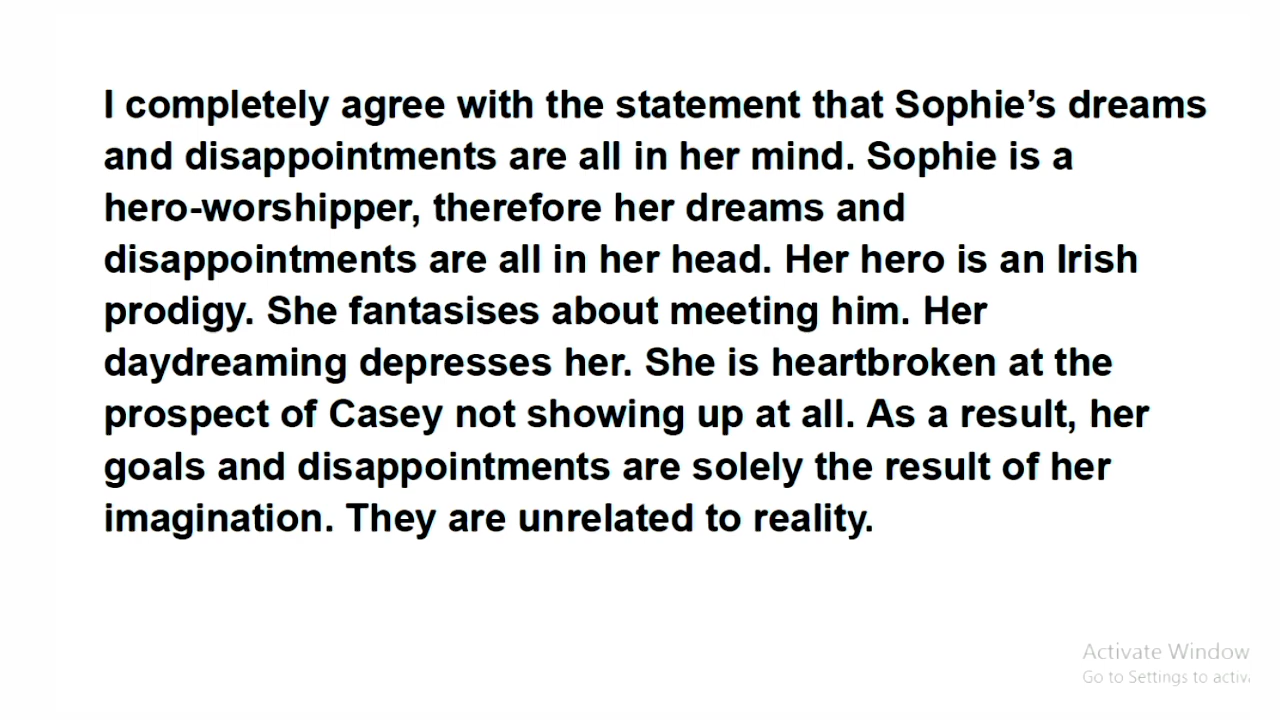 I completely agree with the statement that Sophie’s dreams
and disappointments are all in her mind. Sophie is a
hero-worshipper, therefore her dreams and
disappointments are all in her head. Her hero is an Irish
prodigy. She fantasises about meeting him. Her
daydreaming depresses her. She is heartbroken at the
prospect of Casey not showing up at all. As a result, her
goals and disappointments are solely the result of her
imagination. They are unrelated to reality.
Activate Window
Go to Settings to activ